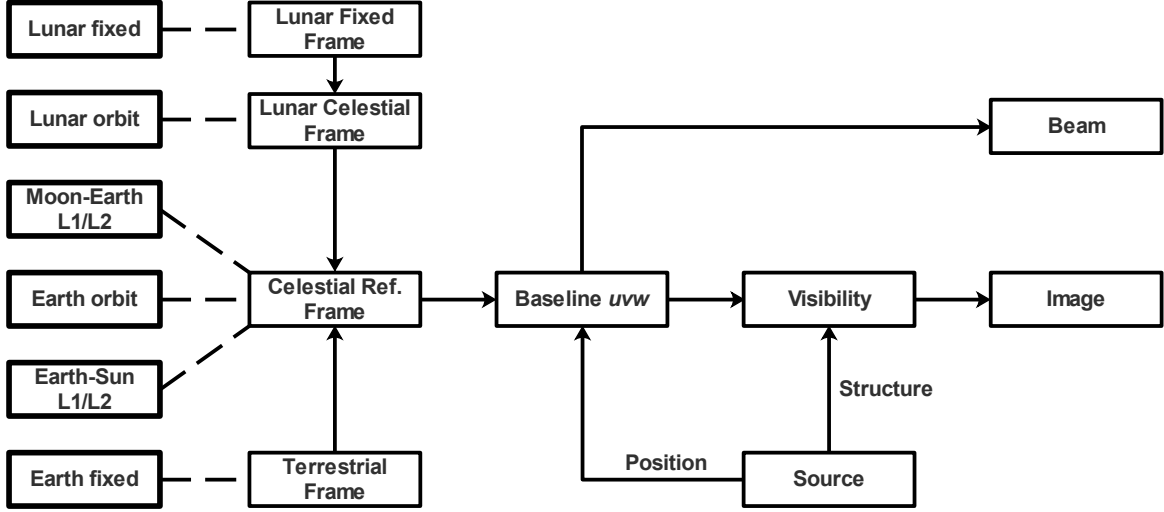 Lunar fixed
Lunar Fixed
Frame
Lunar orbit
Lunar Celestial
Frame
Beam
Moon-Earth
L1/L2
Earth orbit
Celestial Ref.
Frame
Baseline uvw
Visibility
Image
Earth-Sun
L1/L2
Structure
Position
Earth fixed
Terrestrial
Frame
Source